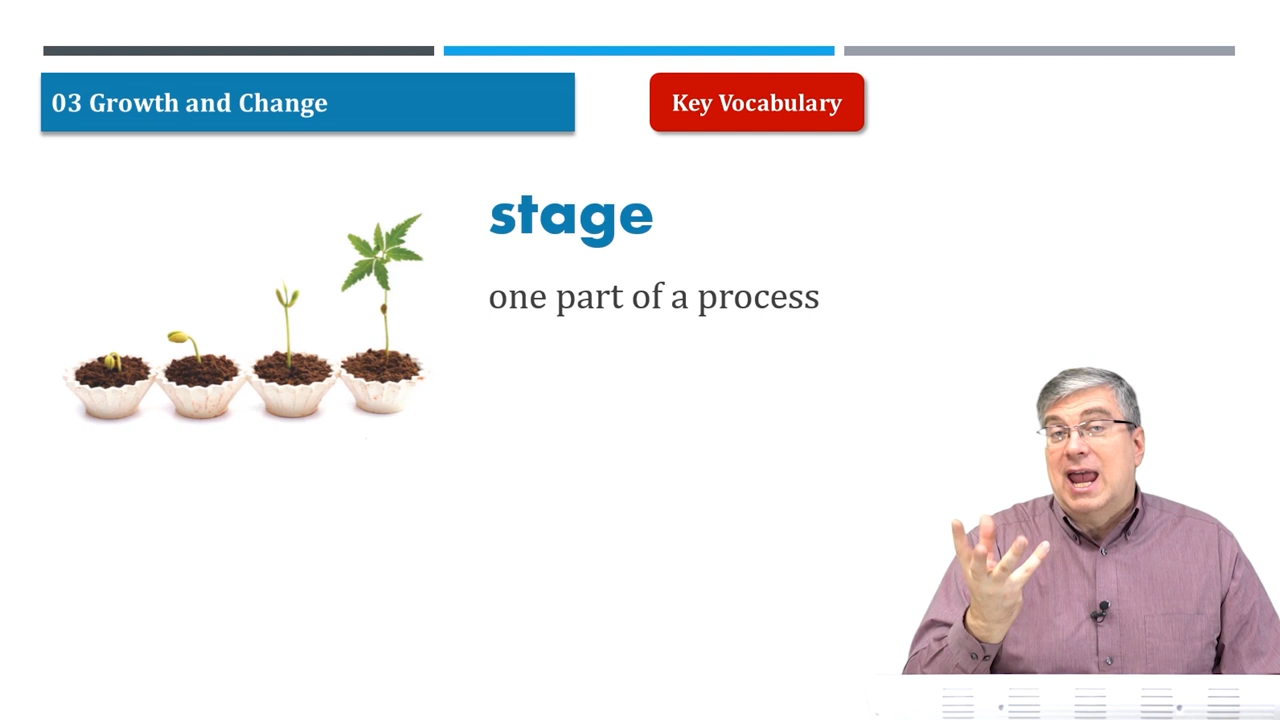 03 Growth and Change
Key Vocabulary
stage
one part of a process